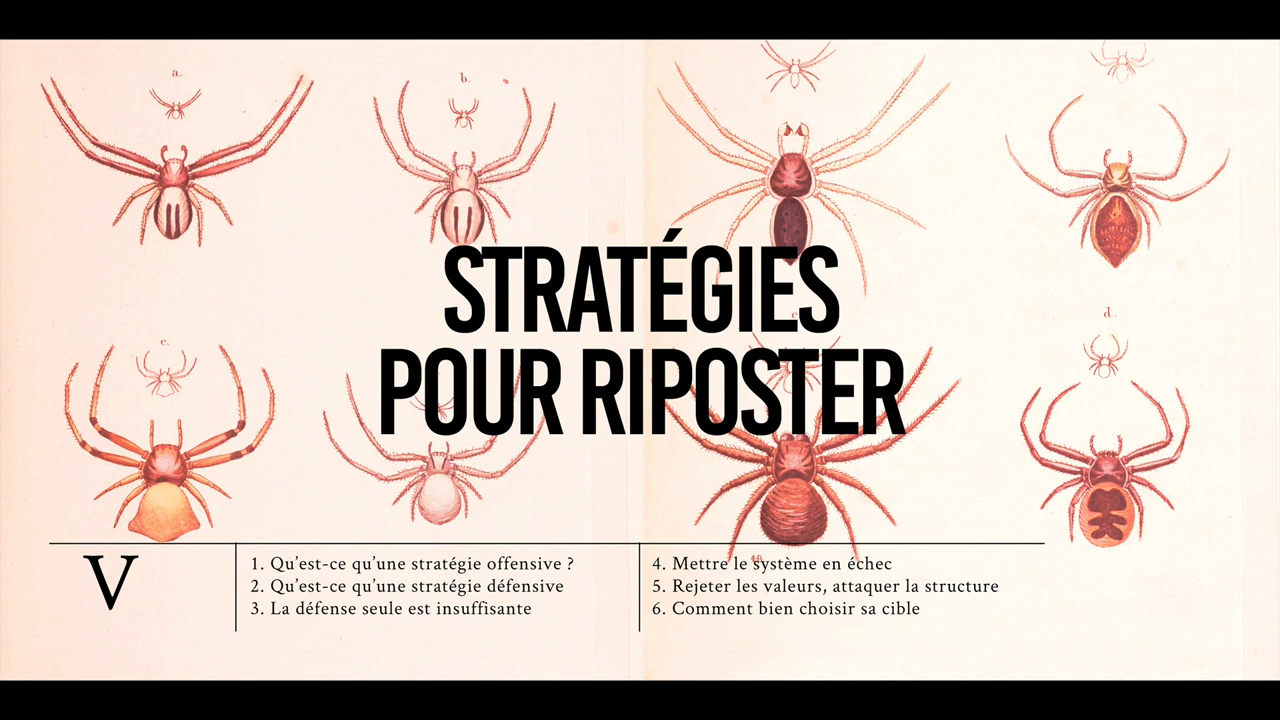 a.
b.
c.
d.
e.
STRATÉGIES
POUR RIPOSTER
V
1. Qu’est-ce qu’une stratégie offensive ?
2. Qu’est-ce qu’une stratégie défensive
3. La défense seule est insuffisante
4. Mettre le système en échec
5. Rejeter les valeurs, attaquer la structure
6. Comment bien choisir sa cible